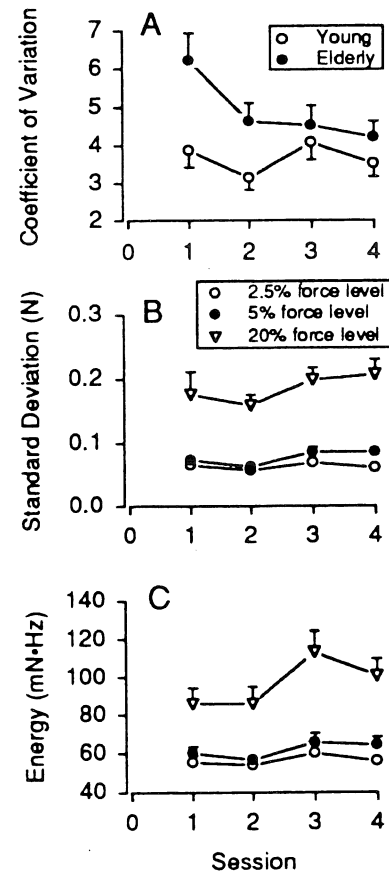 A
Young
Elderly
Coefficient of Variation
7
6
5
4
3
2
0 1 2 3 4
B
2.5% force level
5% force level
20% force level
Standard Deviation (N)
0.3
0.2
0.1
0.0
0 1 2 3 4
C
Energy (mN•Hz)
140
120
100
80
60
40
0 1 2 3 4
Session